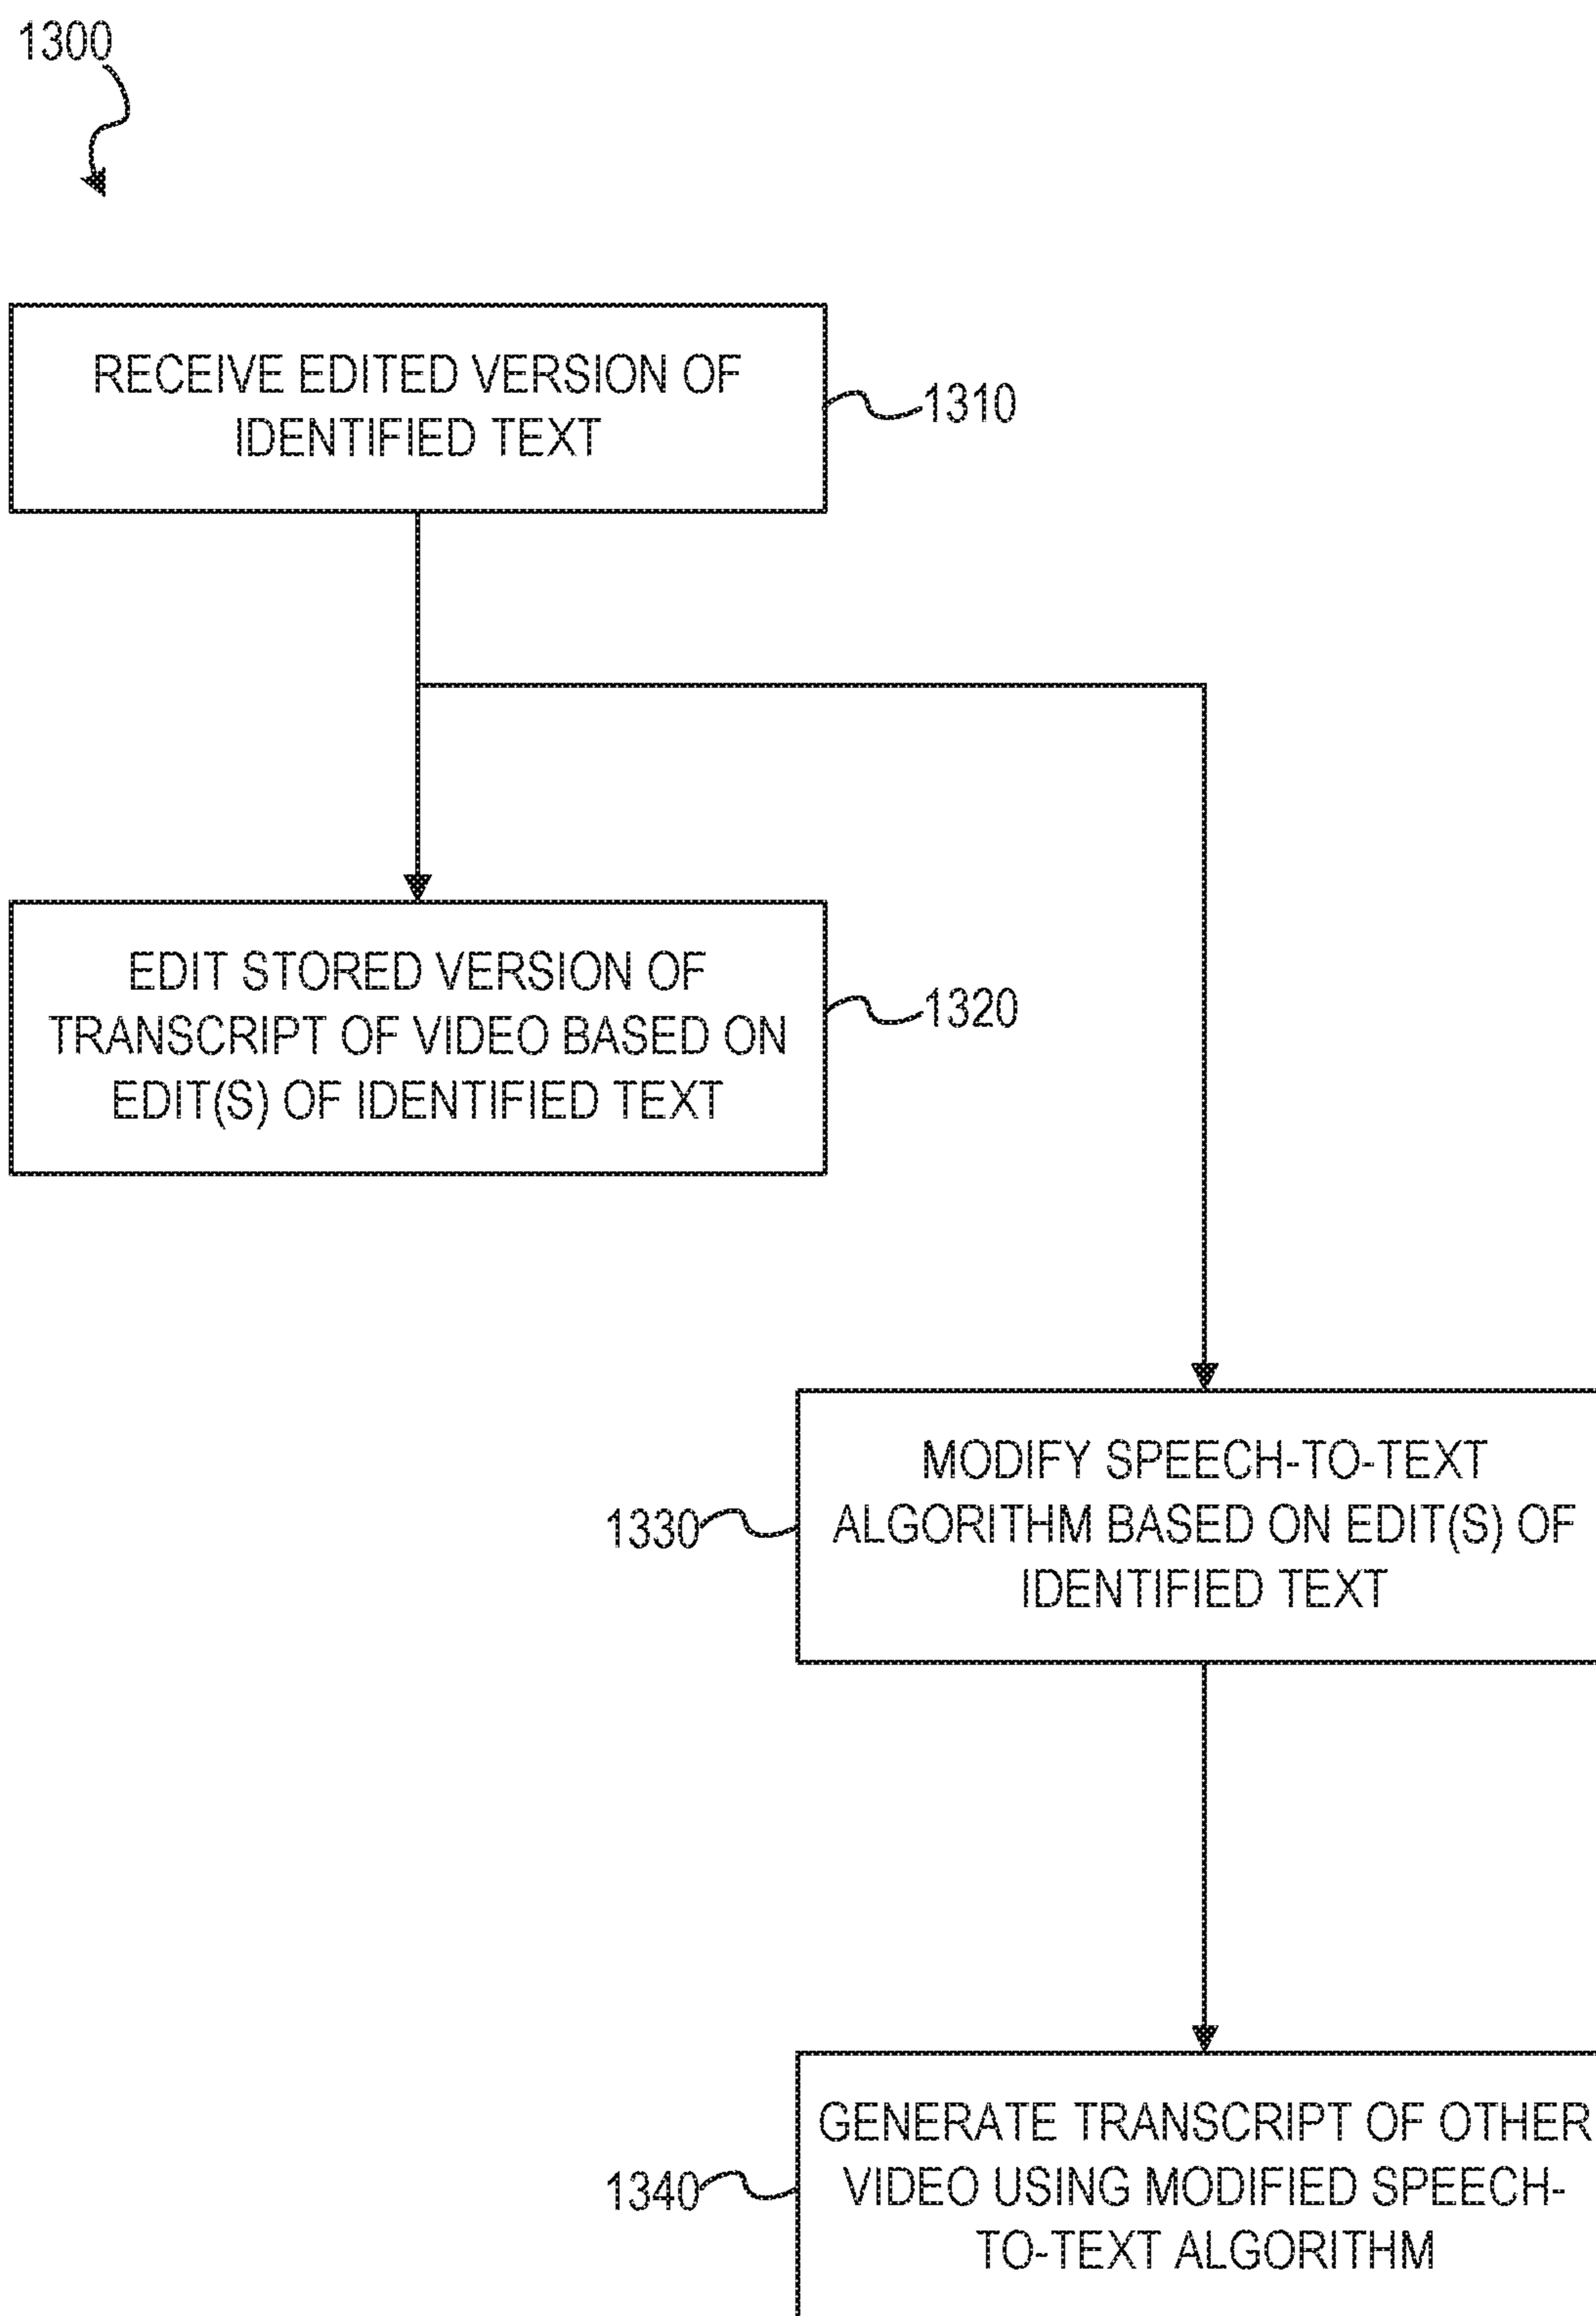 1300
RECEIVE EDITED VERSION OF
IDENTIFIED TEXT
1310
EDIT STORED VERSION OF
TRANSCRIPT OF VIDEO BASED ON
EDIT(S) OF IDENTIFIED TEXT
1320
MODIFY SPEECH-TO-TEXT
ALGORITHM BASED ON EDIT(S) OF
IDENTIFIED TEXT
1330
GENERATE TRANSCRIPT OF OTHER
VIDEO USING MODIFIED SPEECH-
TO-TEXT ALGORITHM
1340